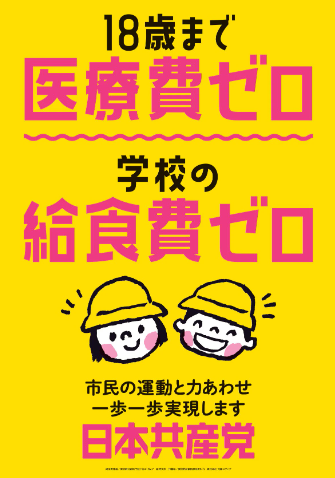 18歳まで
医療費ゼロ
学校の
給食費ゼロ
市民の運動と力あわせ
一歩一歩実現します
日本共産党